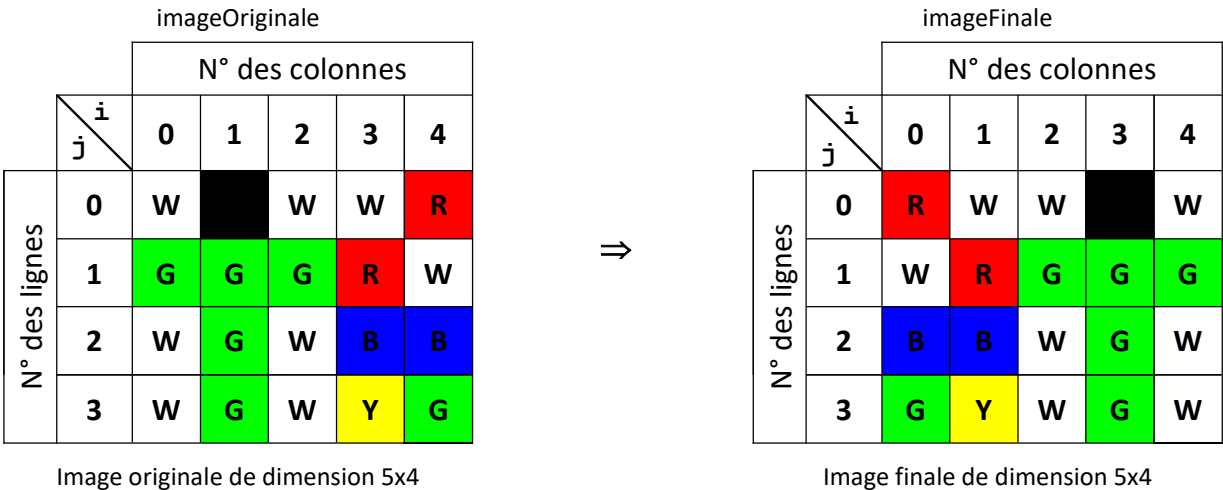 imageOriginale
N° des colonnes
i
j
0 1 2 3 4
N° des lignes
0 W W W R
1 G G G R W
2 W G W B B
3 W G W Y G
Image originale de dimension 5x4
⇒
imageFinale
N° des colonnes
i
j
0 1 2 3 4
N° des lignes
0 R W W W
1 W R G G G
2 B B W G W
3 G Y W G W
Image finale de dimension 5x4